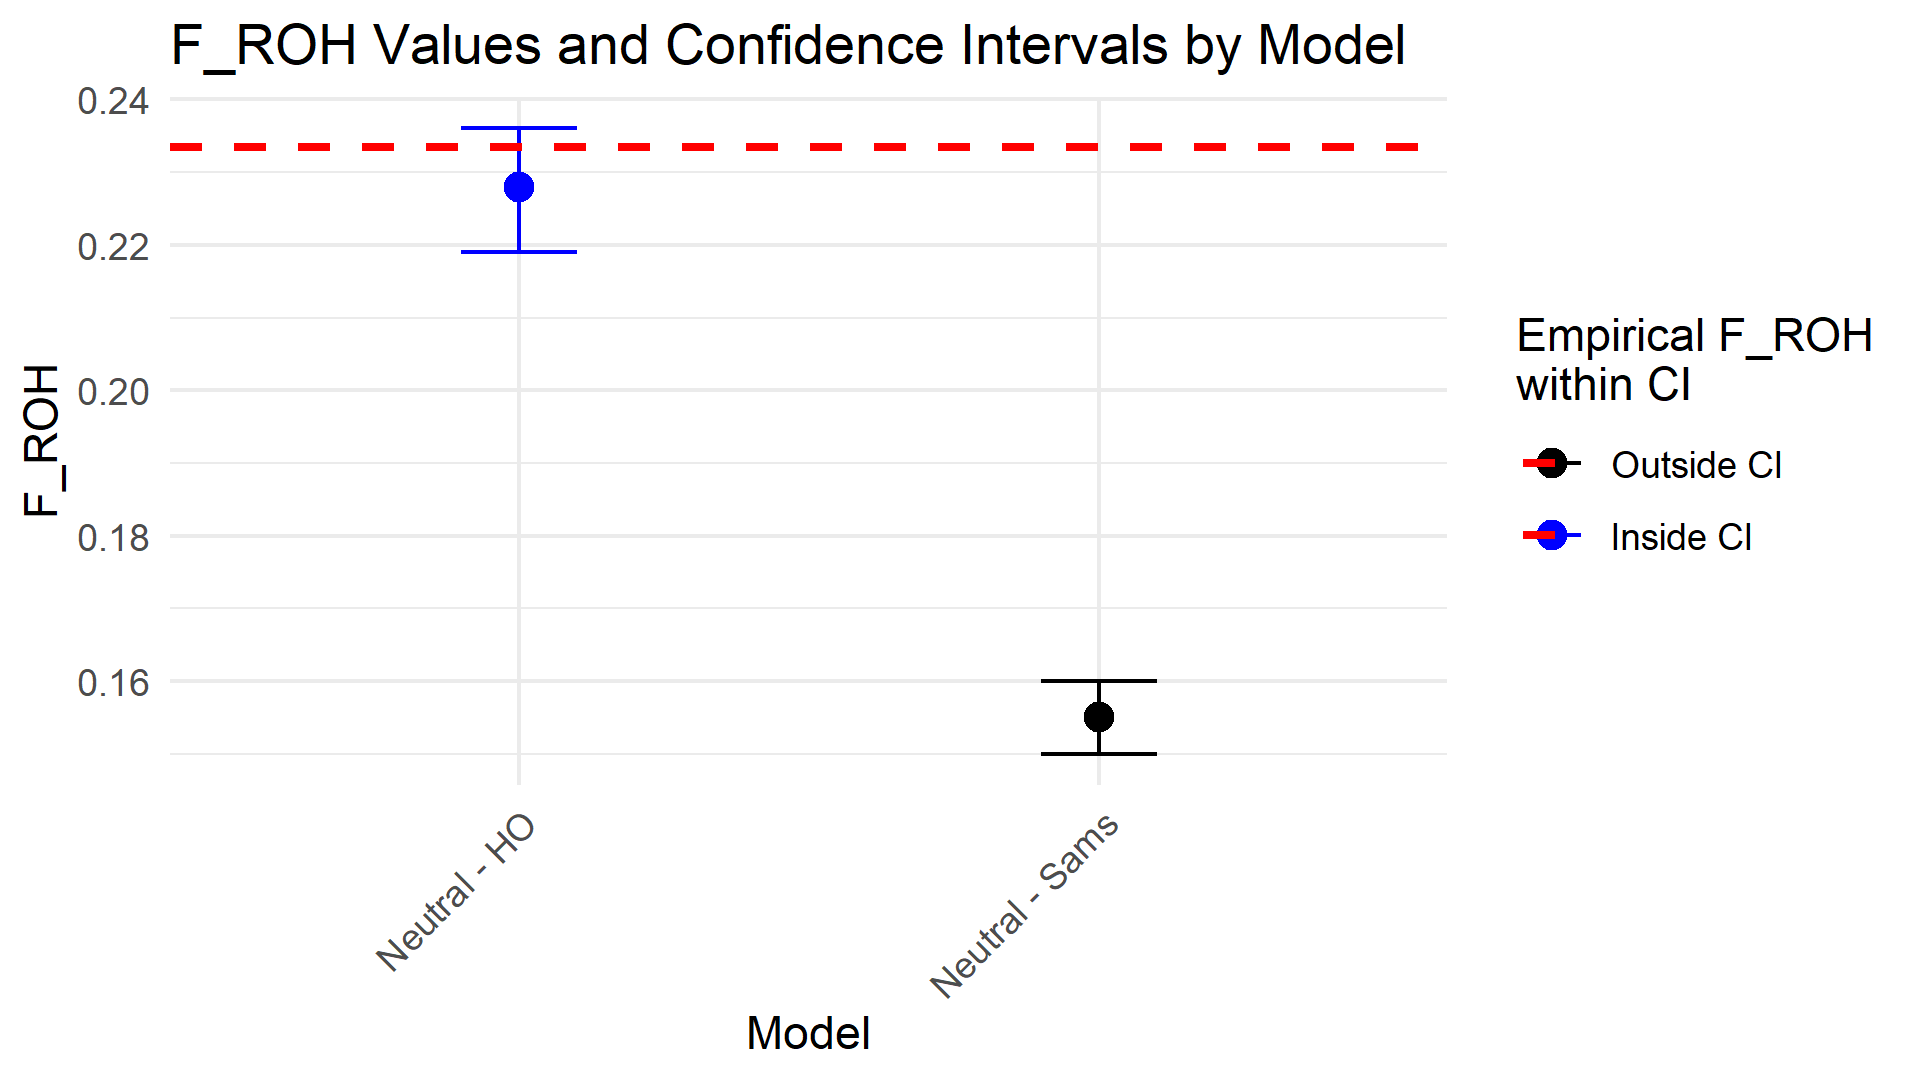 F_ROH Values and Confidence Intervals by Model
0.24
0.22
0.20
0.18
0.16
F_ROH
Neutral - HO
Neutral - Sams
Model
Empirical F_ROH
within CI
Outside CI
Inside CI